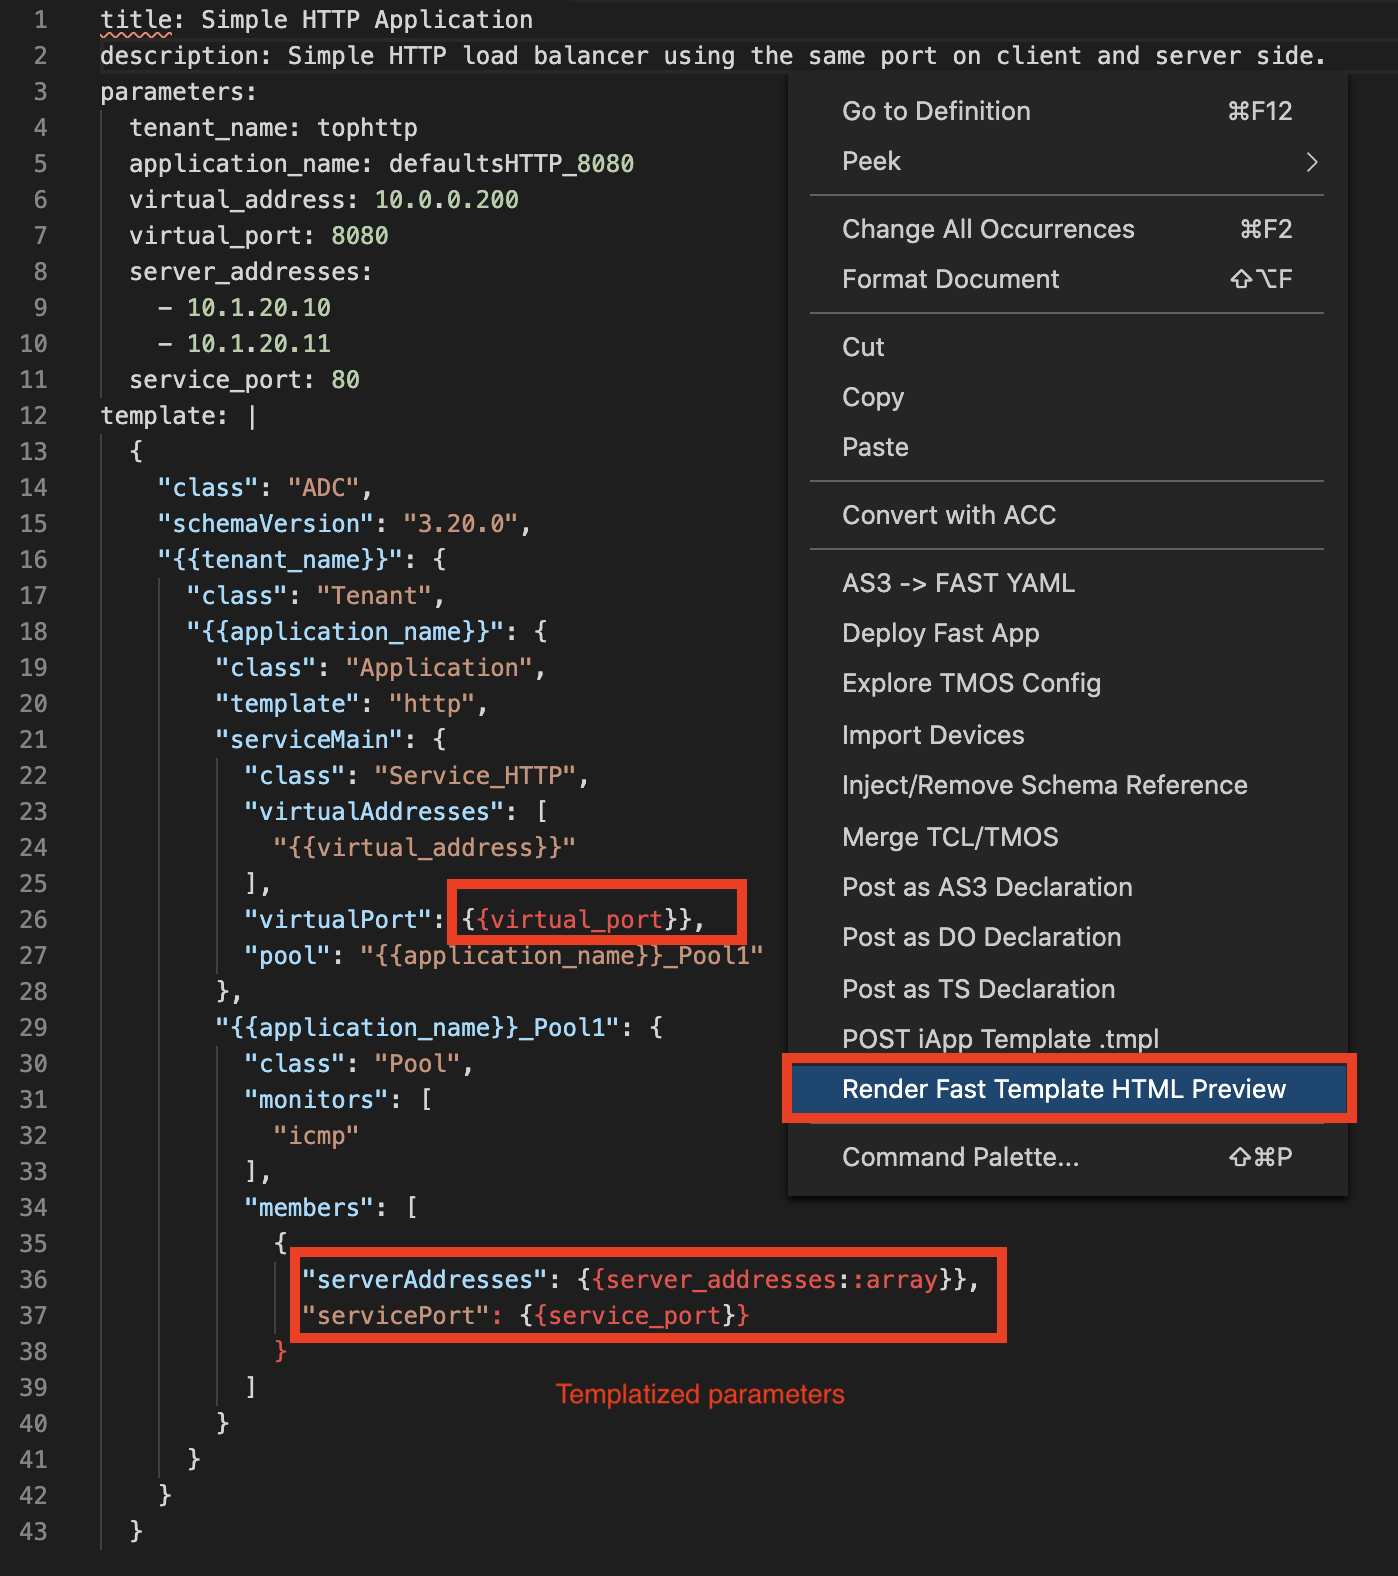 1 title: Simple HTTP Application
2 description: Simple HTTP load balancer using the same port on client and server side.
3 parameters:
4 tenant_name: tophttp
5 application_name: defaultsHTTP_8080
6 virtual_address: 10.0.0.200
7 virtual_port: 8080
8 server_addresses:
9 - 10.1.20.10
10 - 10.1.20.11
11 service_port: 80
12 template: |
13 {
14 "class": "ADC",
15 "schemaVersion": "3.20.0",
16 "{{tenant_name}}": {
17 "class": "Tenant",
18 "{{application_name}}": {
19 "class": "Application",
20 "template": "http",
21 "serviceMain": {
22 "class": "Service_HTTP",
23 "virtualAddresses": [
24 "{{virtual_address}}"
25 ],
26 "virtualPort": {{virtual_port}},
27 "pool": "{{application_name}}_Pool1"
28 },
29 "{{application_name}}_Pool1": {
30 "class": "Pool",
31 "monitors": [
32 "icmp"
33 ],
34 "members": [
35 {
36 "serverAddresses": {{server_addresses::array}},
37 "servicePort": {{service_port}}
38 }
39 ]
Templatized parameters
40 }
41 }
42 }
43 }
Go to Definition ⌘F12
Peek >
Change All Occurrences ⌘F2
Format Document ⇧⌥F
Cut
Copy
Paste
Convert with ACC
AS3 -> FAST YAML
Deploy Fast App
Explore TMOS Config
Import Devices
Inject/Remove Schema Reference
Merge TCL/TMOS
Post as AS3 Declaration
Post as DO Declaration
Post as TS Declaration
POST iApp Template .tmpl
Render Fast Template HTML Preview
Command Palette... ⇧⌘P